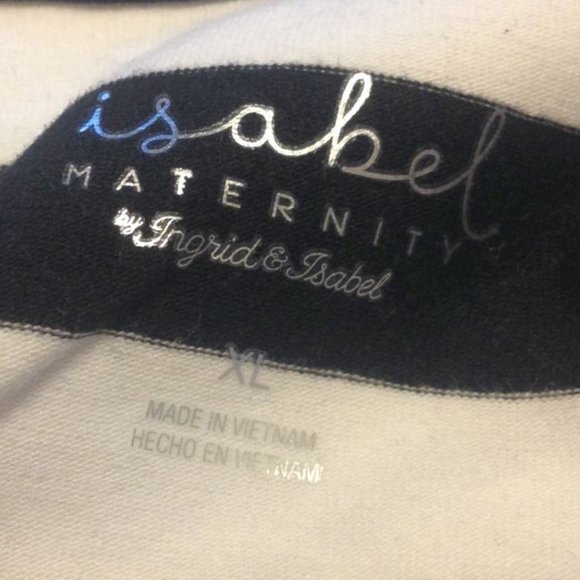 isabel
MATERNITY
by Ingrid & Isabel
XL
MADE IN VIETNAM
HECHO EN VIETNAM